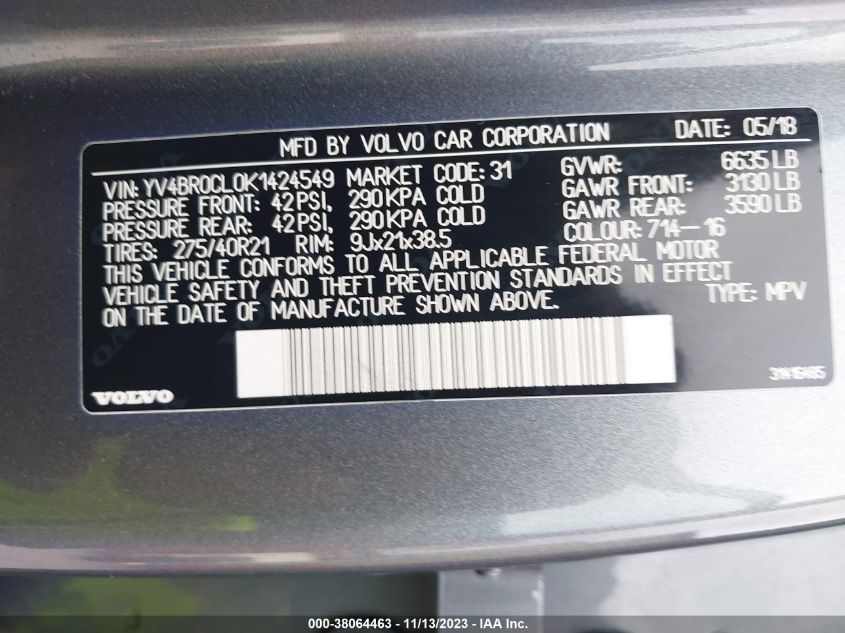 MFD BY VOLVO CAR CORPORATION DATE: 05/18
VIN: YV4BR0CL0K1424549 MARKET CODE: 31 GVWR: 6635 LB
PRESSURE FRONT: 42 PSI, 290 KPA COLD GAWR FRONT: 3130 LB
PRESSURE REAR: 42 PSI, 290 KPA COLD GAWR REAR: 3590 LB
TIRES: 275/40R21 RIM: 9Jx21x38.5 COLOUR: 714-16
THIS VEHICLE CONFORMS TO ALL APPLICABLE FEDERAL MOTOR
VEHICLE SAFETY AND THEFT PREVENTION STANDARDS IN EFFECT
ON THE DATE OF MANUFACTURE SHOWN ABOVE. TYPE: MPV
VOLVO
000-38064463 - 11/13/2023 - IAA Inc.